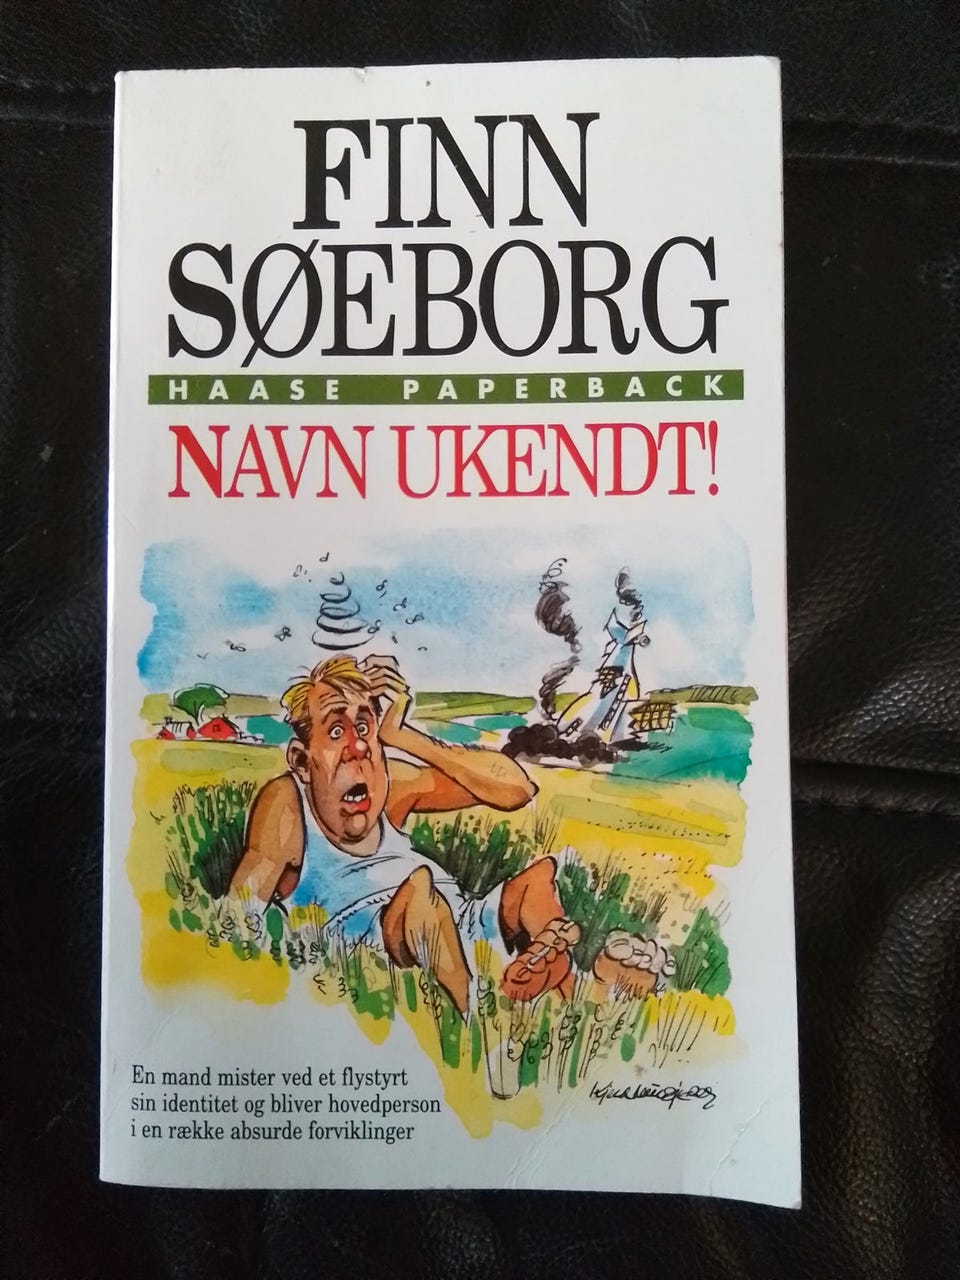 FINN
SØEBORG
HAASE PAPERBACK
NAVN UKENDT!
En mand mister ved et flystyrt
sin identitet og bliver hovedperson
i en række absurde forviklinger